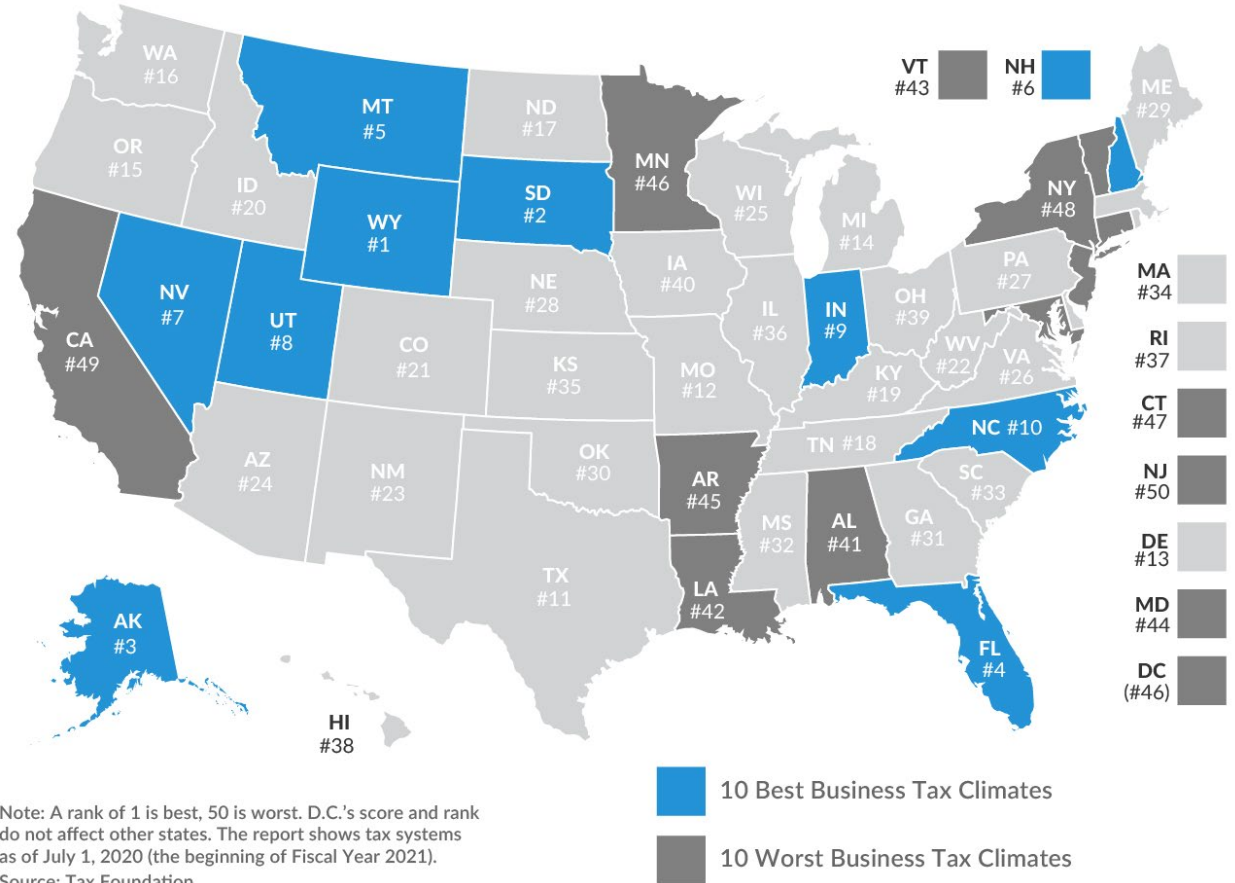 WA
#16
MT
#5
ND
#17
MN
#46
VT
#43
NH
#6
ME
#29
OR
#15
ID
#20
WY
#1
SD
#2
WI
#25
MI
#14
NY
#48
NV
#7
UT
#8
CA
#49
CO
#21
NE
#28
IA
#40
IL
#36
IN
#9
OH
#39
PA
#27
WV
#22
VA
#26
KY
#19
KS
#35
MO
#12
AZ
#24
NM
#23
OK
#30
AR
#45
TN #18
NC #10
SC
#33
MS
#32
AL
#41
GA
#31
TX
#11
LA
#42
FL
#4
AK
#3
HI
#38
MA
#34
RI
#37
CT
#47
NJ
#50
DE
#13
MD
#44
DC
(#46)
10 Best Business Tax Climates
10 Worst Business Tax Climates
Note: A rank of 1 is best, 50 is worst. D.C.'s score and rank
do not affect other states. The report shows tax systems
as of July 1, 2020 (the beginning of Fiscal Year 2021).
Source: Tax Foundation